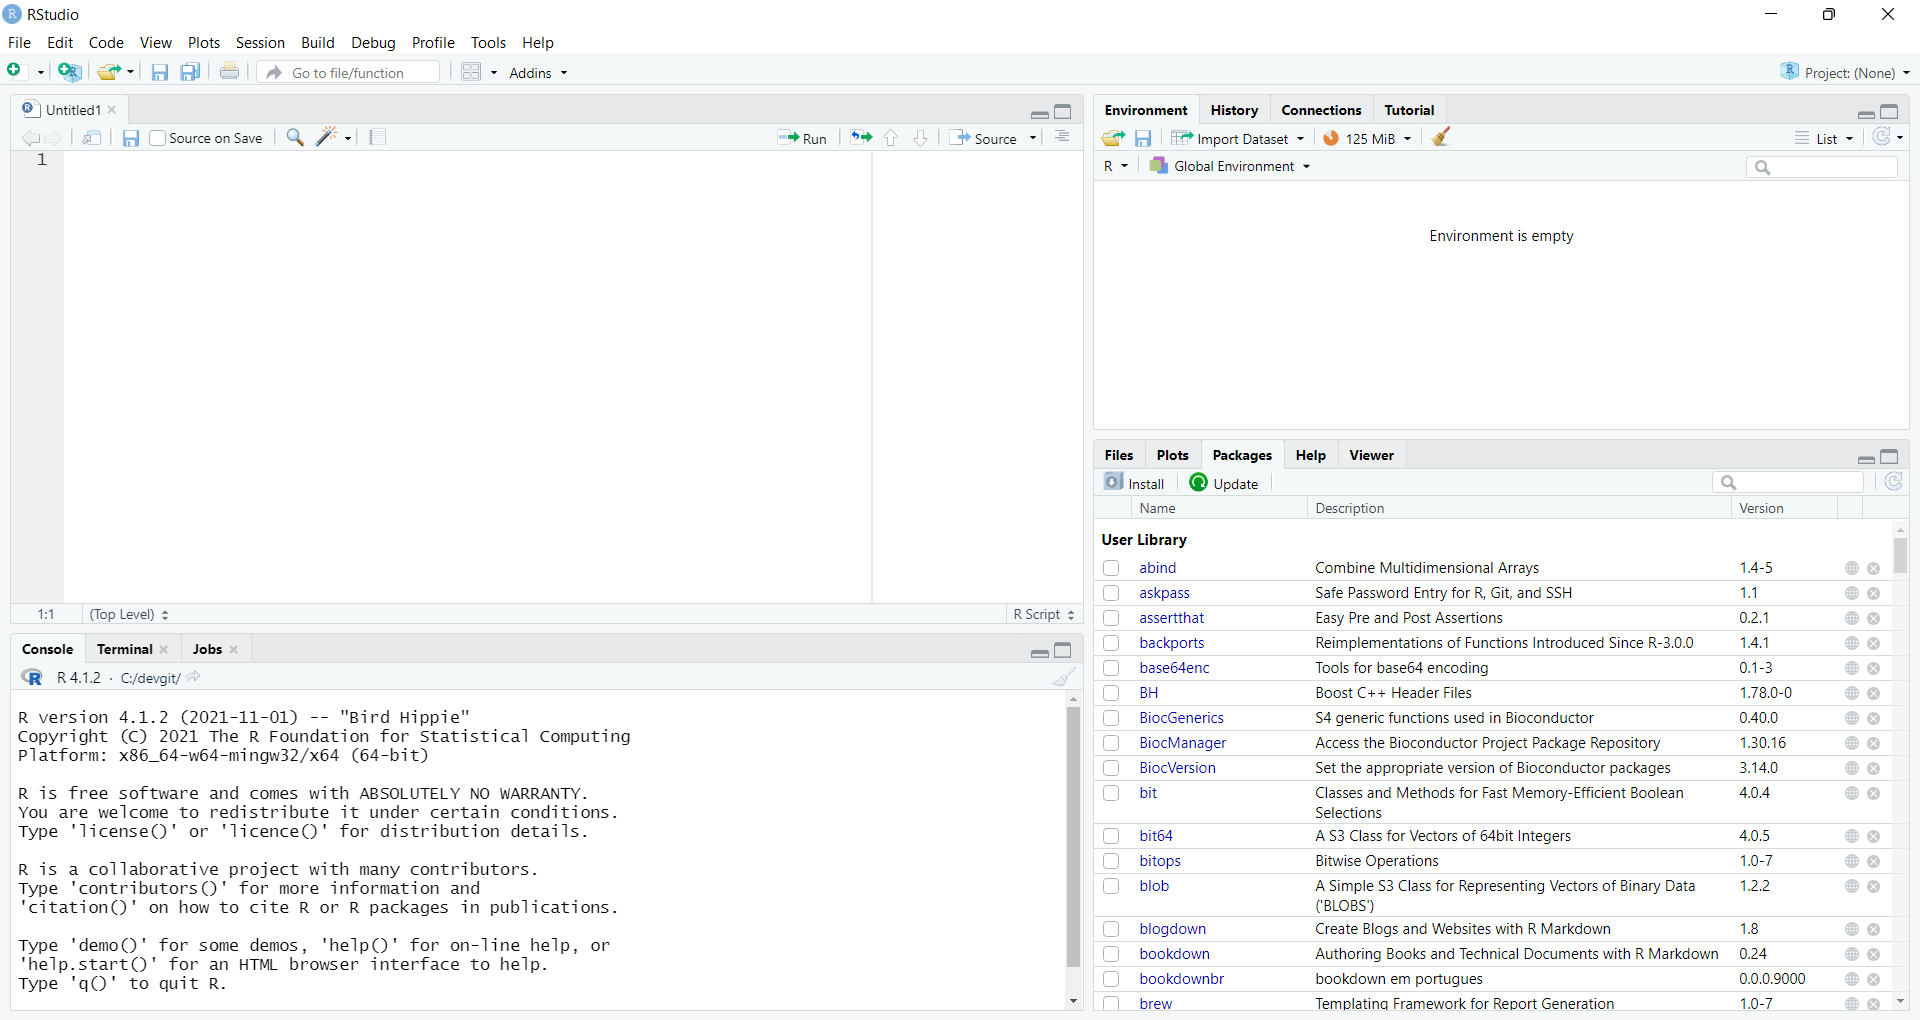 RStudio
File Edit Code View Plots Session Build Debug Profile Tools Help
Go to file/function Addins Project: (None)
Untitled1
Source on Save Run Source
1
1:1 (Top Level) R Script
Console Terminal Jobs
R 4.1.2 · C:/devgit/
R version 4.1.2 (2021-11-01) -- "Bird Hippie"
Copyright (C) 2021 The R Foundation for Statistical Computing
Platform: x86_64-w64-mingw32/x64 (64-bit)
R is free software and comes with ABSOLUTELY NO WARRANTY.
You are welcome to redistribute it under certain conditions.
Type 'license()' or 'licence()' for distribution details.
R is a collaborative project with many contributors.
Type 'contributors()' for more information and
'citation()' on how to cite R or R packages in publications.
Type 'demo()' for some demos, 'help()' for on-line help, or
'help.start()' for an HTML browser interface to help.
Type 'q()' to quit R.
Environment History Connections Tutorial
Import Dataset 125 MiB List
R Global Environment
Environment is empty
Files Plots Packages Help Viewer
Install Update
Name Description Version
User Library
abind Combine Multidimensional Arrays 1.4-5
askpass Safe Password Entry for R, Git, and SSH 1.1
assertthat Easy Pre and Post Assertions 0.2.1
backports Reimplementations of Functions Introduced Since R-3.0.0 1.4.1
base64enc Tools for base64 encoding 0.1-3
BH Boost C++ Header Files 1.78.0-0
BiocGenerics S4 generic functions used in Bioconductor 0.40.0
BiocManager Access the Bioconductor Project Package Repository 1.30.16
BiocVersion Set the appropriate version of Bioconductor packages 3.14.0
bit Classes and Methods for Fast Memory-Efficient Boolean 4.0.4
Selections
bit64 A S3 Class for Vectors of 64bit Integers 4.0.5
bitops Bitwise Operations 1.0-7
blob A Simple S3 Class for Representing Vectors of Binary Data 1.2.2
('BLOBS')
blogdown Create Blogs and Websites with R Markdown 1.8
bookdown Authoring Books and Technical Documents with R Markdown 0.24
bookdownbr bookdown em portugues 0.0.0.9000
brew Templating Framework for Report Generation 1.0-7